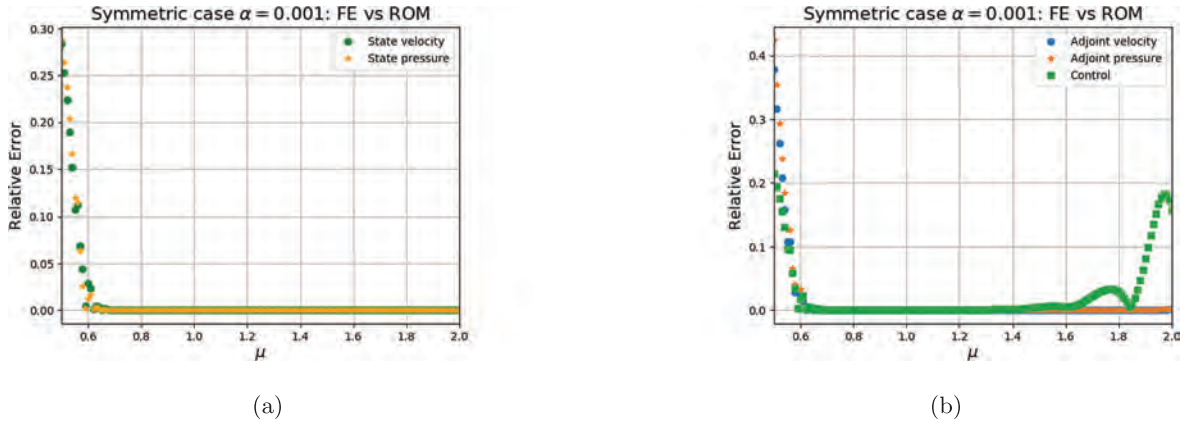 Symmetric case α = 0.001: FE vs ROM
State velocity
State pressure
0.30
0.25
0.20
0.15
0.10
0.05
0.00
Relative Error
0.6 0.8 1.0 1.2 1.4 1.6 1.8 2.0
μ
(a)
Symmetric case α = 0.001: FE vs ROM
Adjoint velocity
Adjoint pressure
Control
0.4
0.3
0.2
0.1
0.0
Relative Error
0.6 0.8 1.0 1.2 1.4 1.6 1.8 2.0
μ
(b)